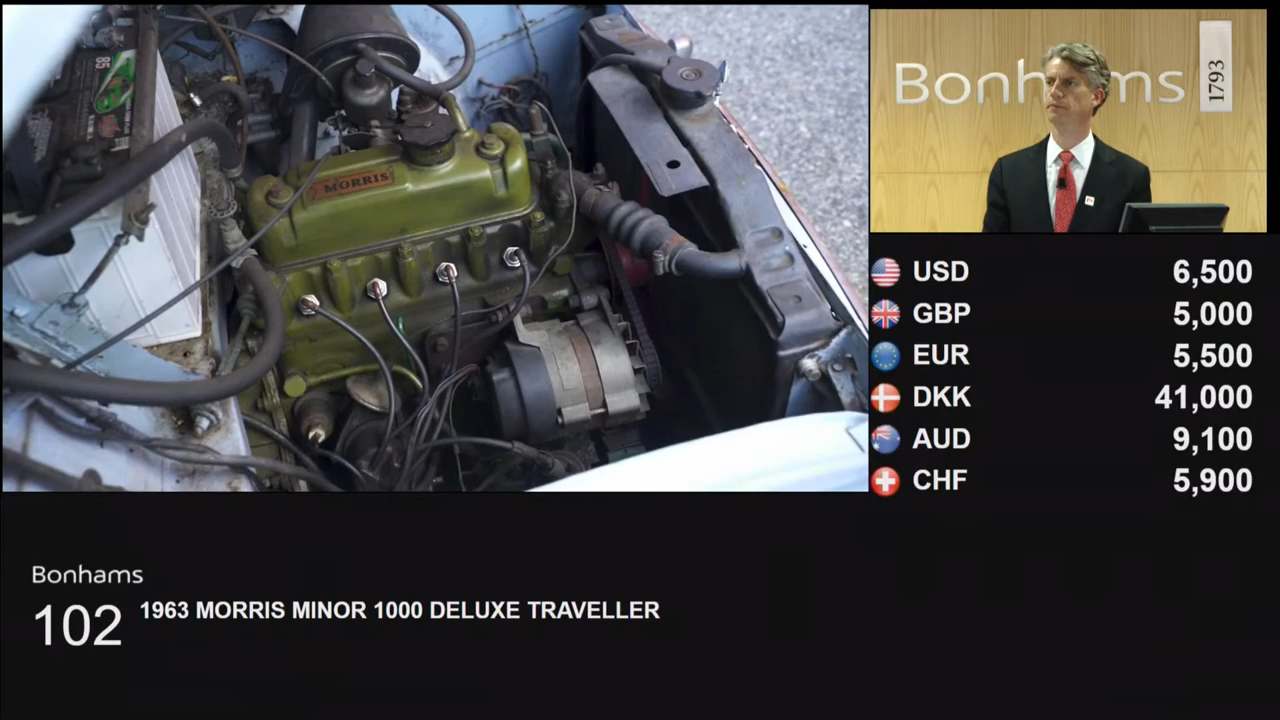 85
MORRIS
Bonhams
1793
USD 6,500
GBP 5,000
EUR 5,500
DKK 41,000
AUD 9,100
CHF 5,900
Bonhams
102 1963 MORRIS MINOR 1000 DELUXE TRAVELLER